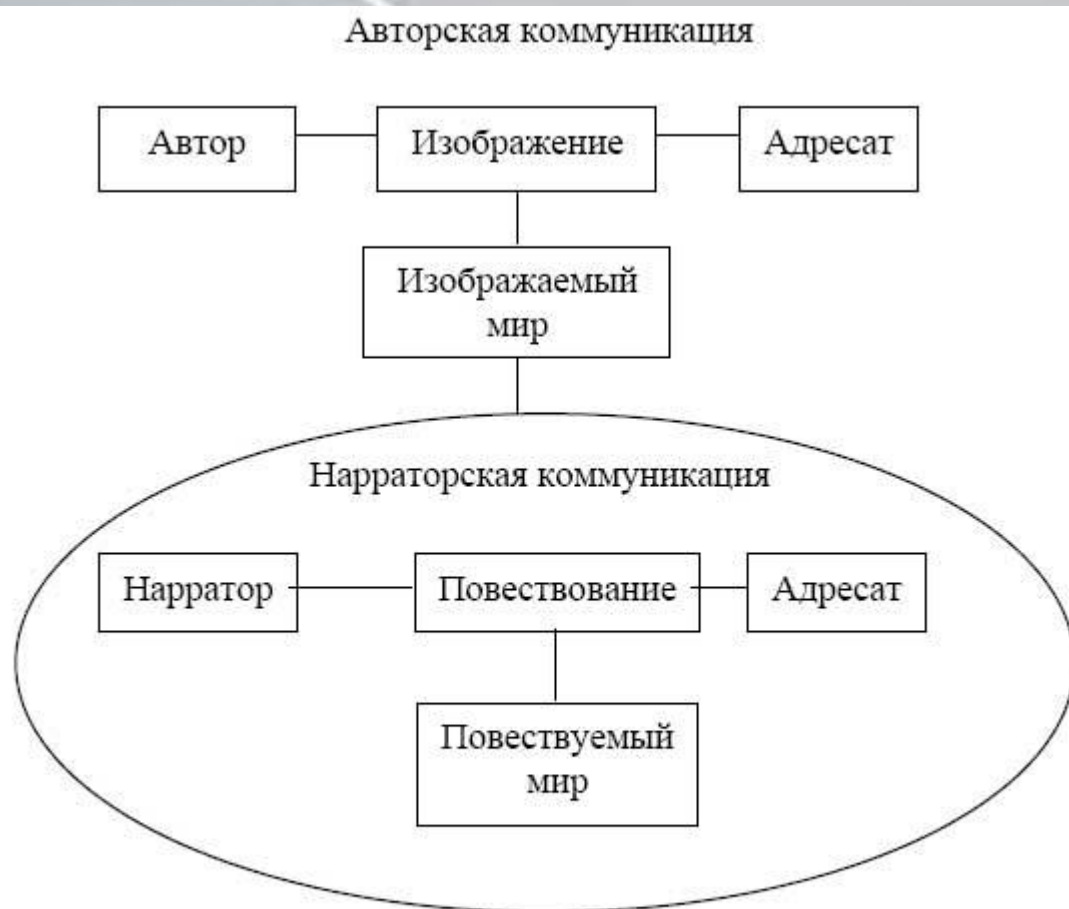 Авторская коммуникация
Автор
Изображение
Адресат
Изображаемый
мир
Нарраторская коммуникация
Нарратор
Повествование
Адресат
Повествуемый
мир